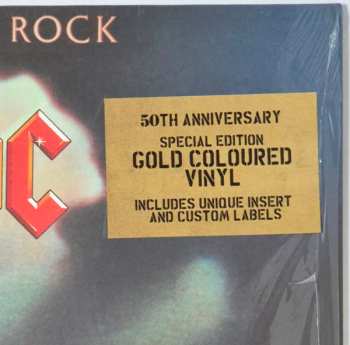 ROCK
C
50TH ANNIVERSARY
SPECIAL EDITION
GOLD COLOURED
VINYL
INCLUDES UNIQUE INSERT
AND CUSTOM LABELS